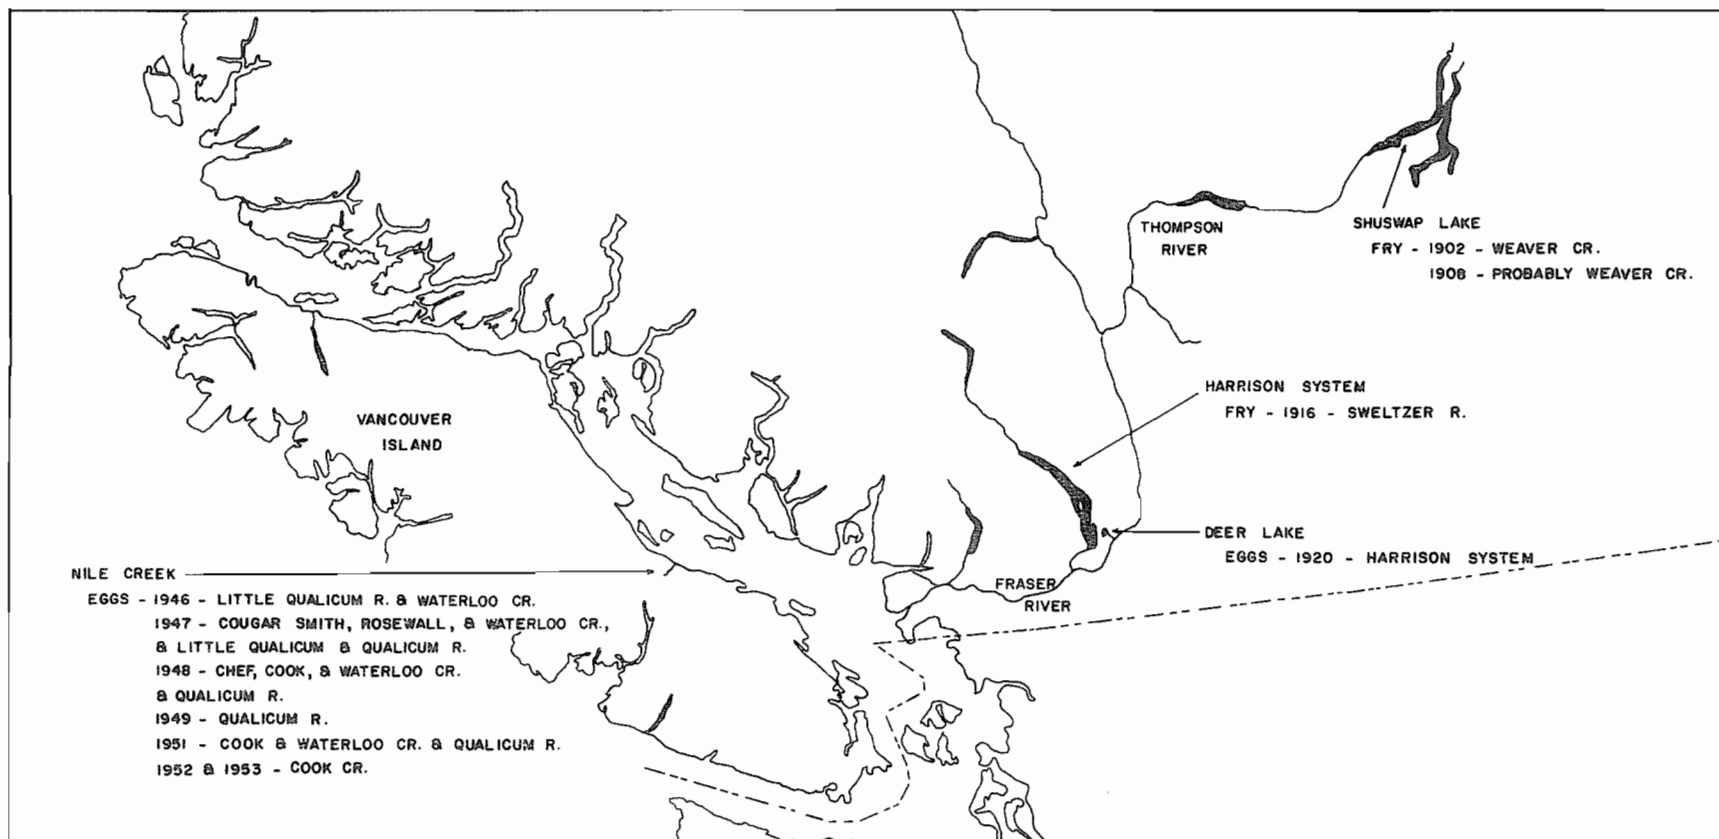 THOMPSON
RIVER
SHUSWAP LAKE
FRY - 1902 - WEAVER CR.
1908 - PROBABLY WEAVER CR.
HARRISON SYSTEM
FRY - 1916 - SWELTZER R.
VANCOUVER
ISLAND
DEER LAKE
EGGS - 1920 - HARRISON SYSTEM
FRASER
RIVER
NILE CREEK
EGGS - 1946 - LITTLE QUALICUM R. & WATERLOO CR.
1947 - COUGAR SMITH, ROSEWALL, & WATERLOO CR.,
& LITTLE QUALICUM & QUALICUM R.
1948 - CHEF, COOK, & WATERLOO CR.
& QUALICUM R.
1949 - QUALICUM R.
1951 - COOK & WATERLOO CR. & QUALICUM R.
1952 & 1953 - COOK CR.